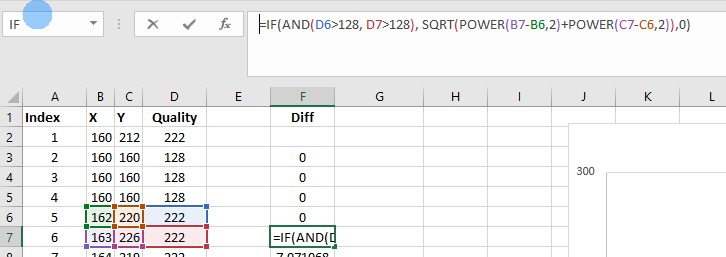 IF fx =IF(AND(D6>128, D7>128), SQRT(POWER(B7-B6,2)+POWER(C7-C6,2)),0)
A B C D E F G H I J K L
1 Index X Y Quality Diff
2 1 160 212 222
3 2 160 160 128 0
4 3 160 160 128 0 300
5 4 160 160 128 0
6 5 162 220 222 0
7 6 163 226 222 =IF(AND(D
8 7 164 219 222 7.071068